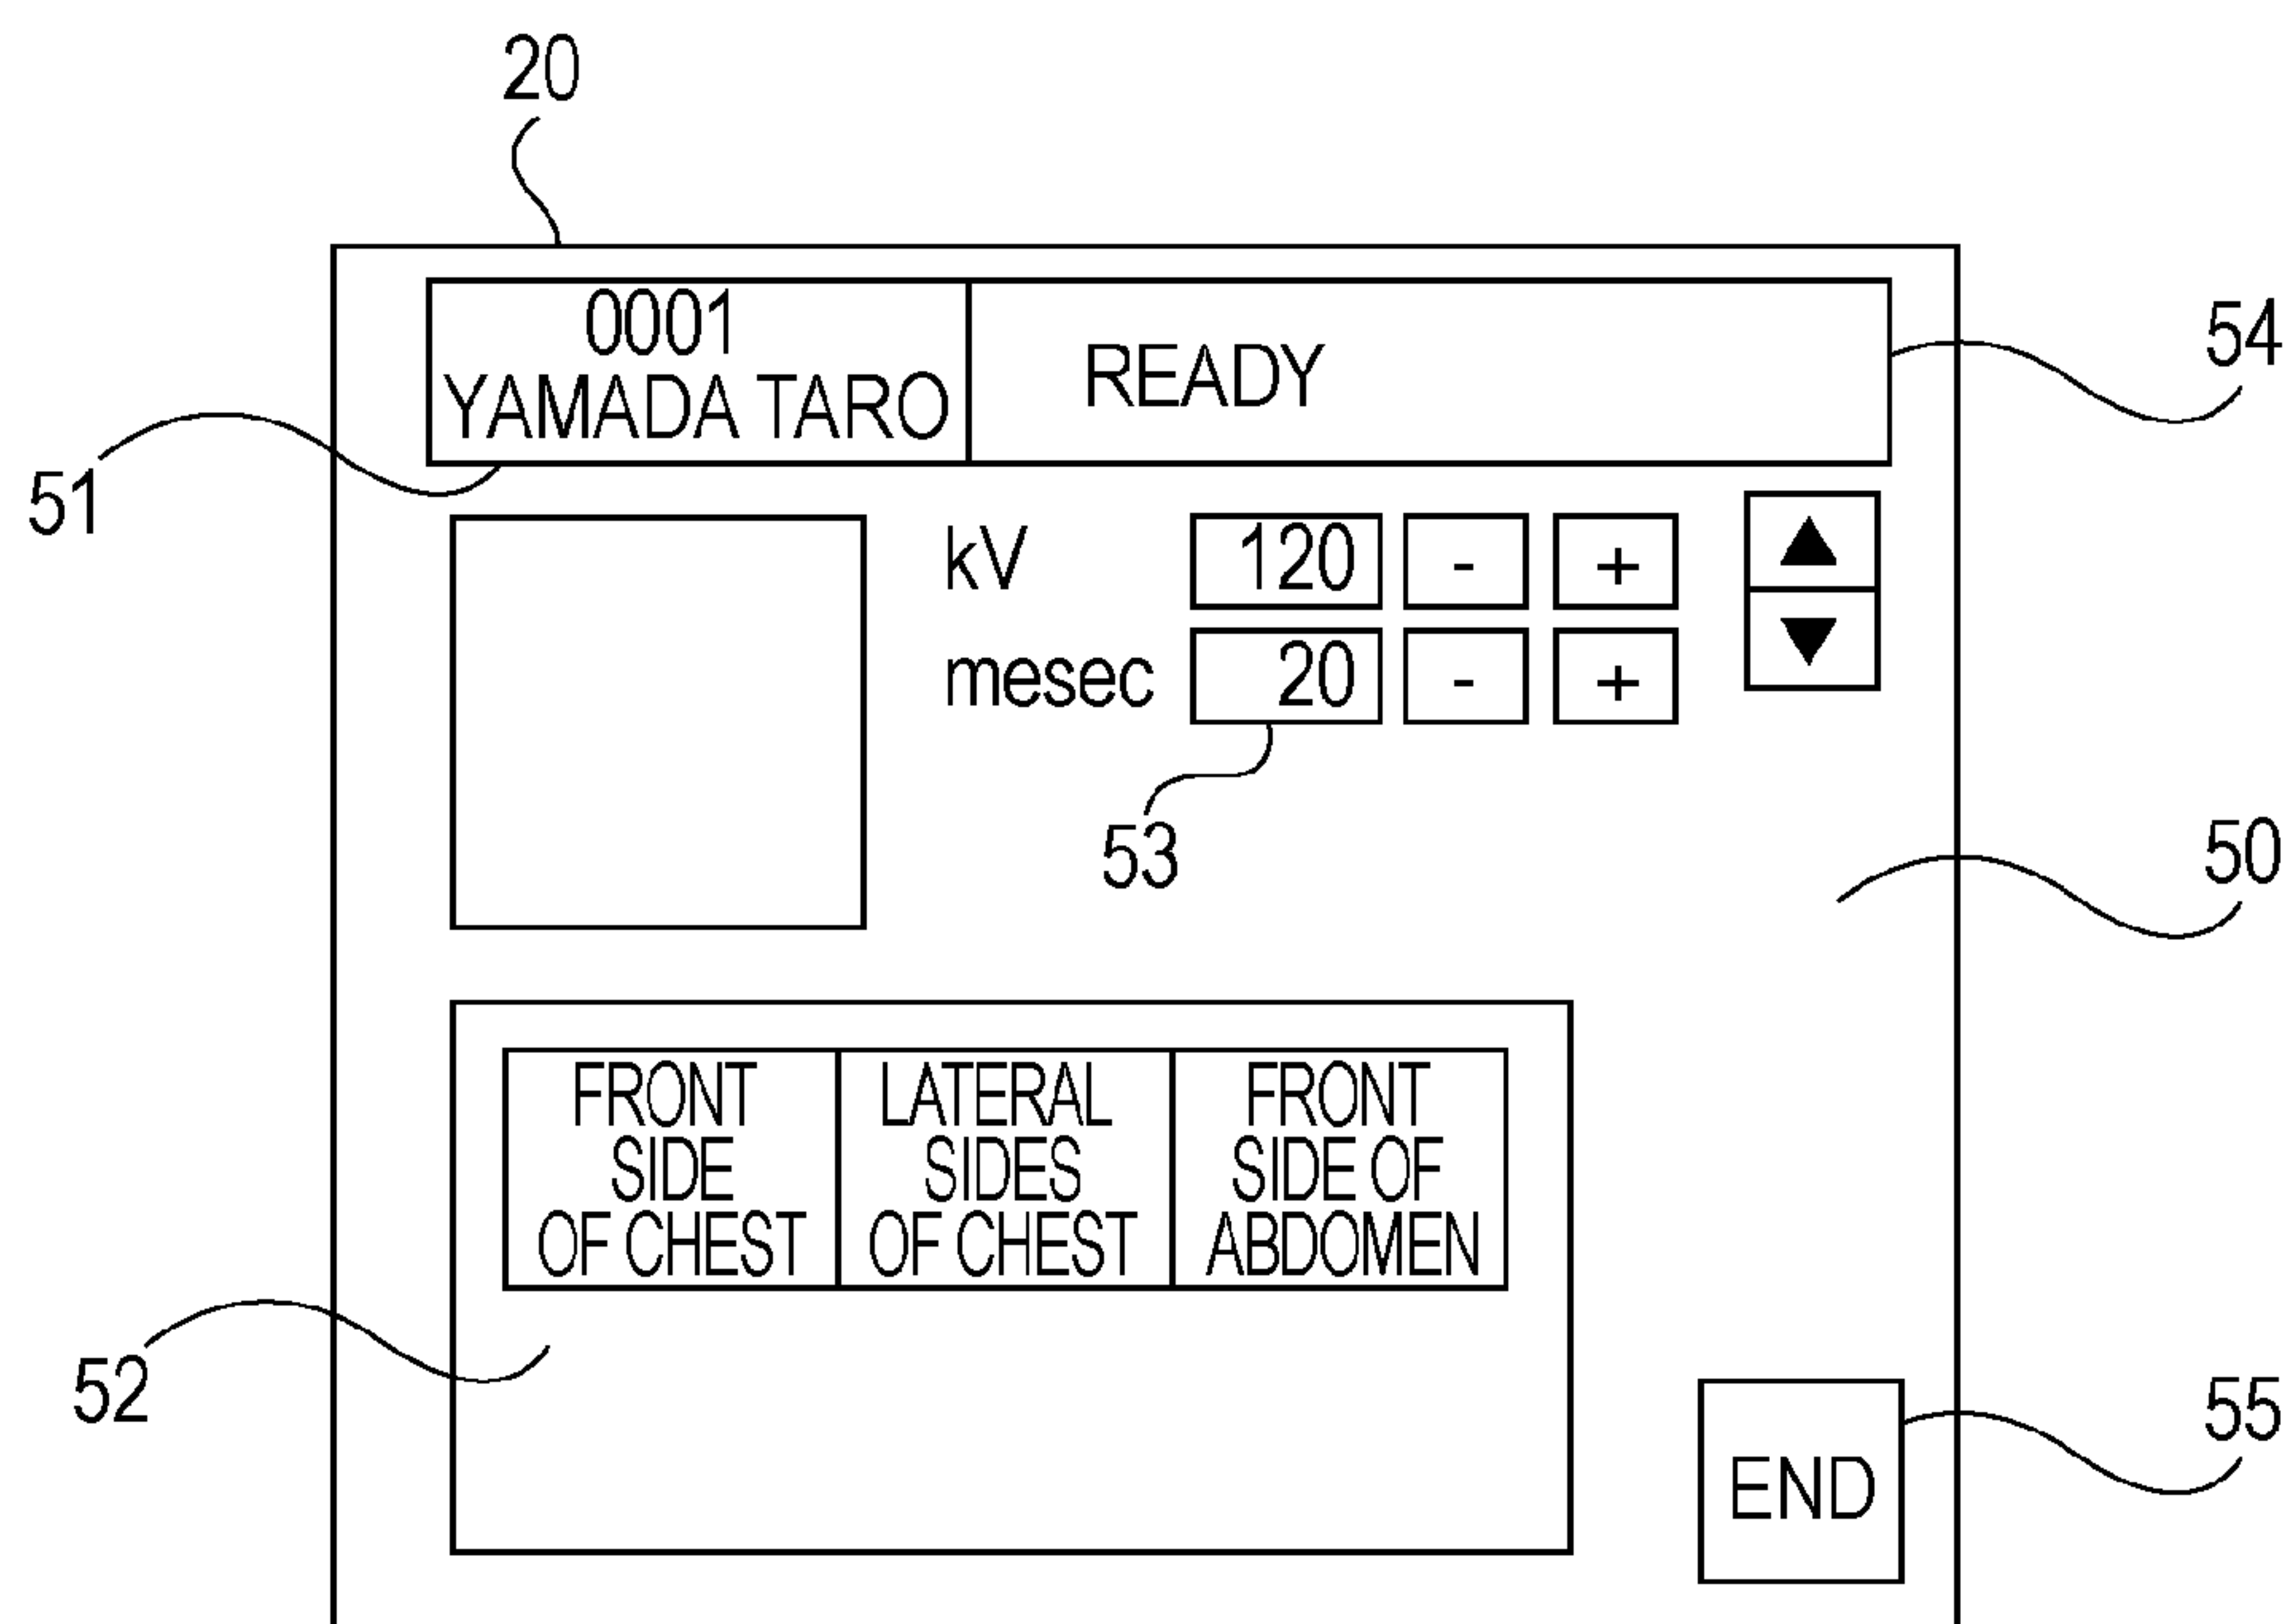 20
0001
YAMADA TARO
READY
54
51
kV 120 - +
mesec 20 - +
53
50
FRONT
SIDE
OF CHEST
LATERAL
SIDES
OF CHEST
FRONT
SIDE OF
ABDOMEN
52
55
END